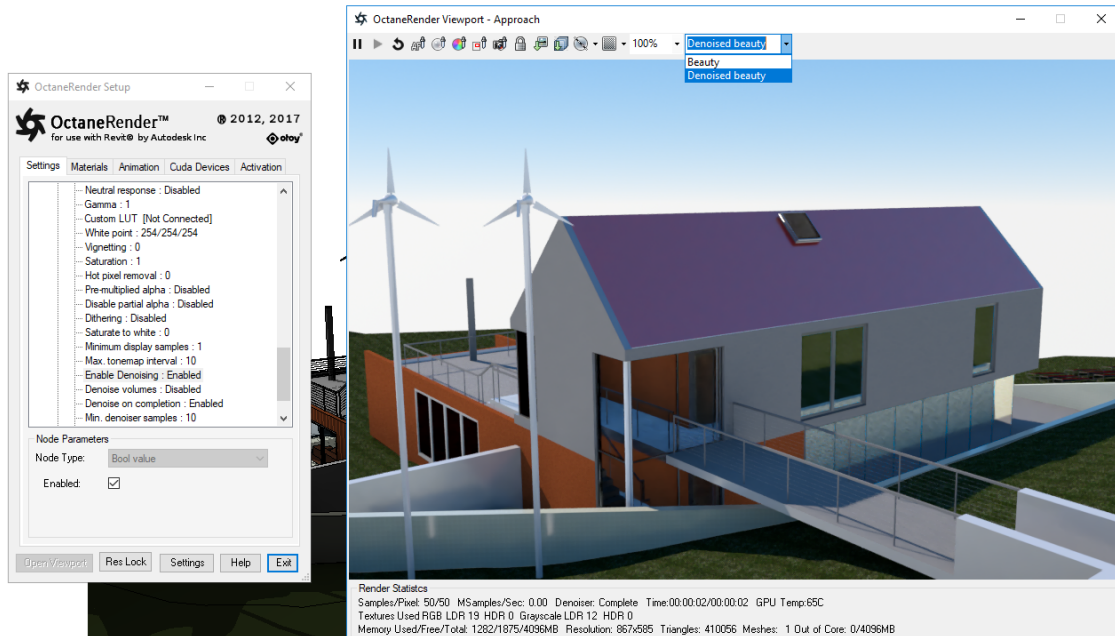 OctaneRender Viewport - Approach
100%
Denoised beauty
Beauty
Denoised beauty
OctaneRender Setup
OctaneRender™
® 2012, 2017
for use with Revit® by Autodesk Inc
otoy
Settings Materials Animation Cuda Devices Activation
Neutral response : Disabled
Gamma : 1
Custom LUT [Not Connected]
White point : 254/254/254
Vignetting : 0
Saturation : 1
Hot pixel removal : 0
Pre-multiplied alpha : Disabled
Disable partial alpha : Disabled
Dithering : Disabled
Saturate to white : 0
Minimum display samples : 1
Max. tonemap interval : 10
Enable Denoising : Enabled
Denoise volumes : Disabled
Denoise on completion : Enabled
Min. denoiser samples : 10
Node Parameters
Node Type: Bool value
Enabled:
Open Viewport Res Lock Settings Help Exit
Render Statistcs
Samples/Pixel: 50/50 MSamples/Sec: 0.00 Denoiser: Complete Time:00:00:02/00:00:02 GPU Temp:65C
Textures Used RGB LDR 19 HDR 0 Grayscale LDR 12 HDR 0
Memory Used/Free/Total: 1282/1875/4096MB Resolution: 867x585 Triangles: 410056 Meshes: 1 Out of Core: 0/4096MB